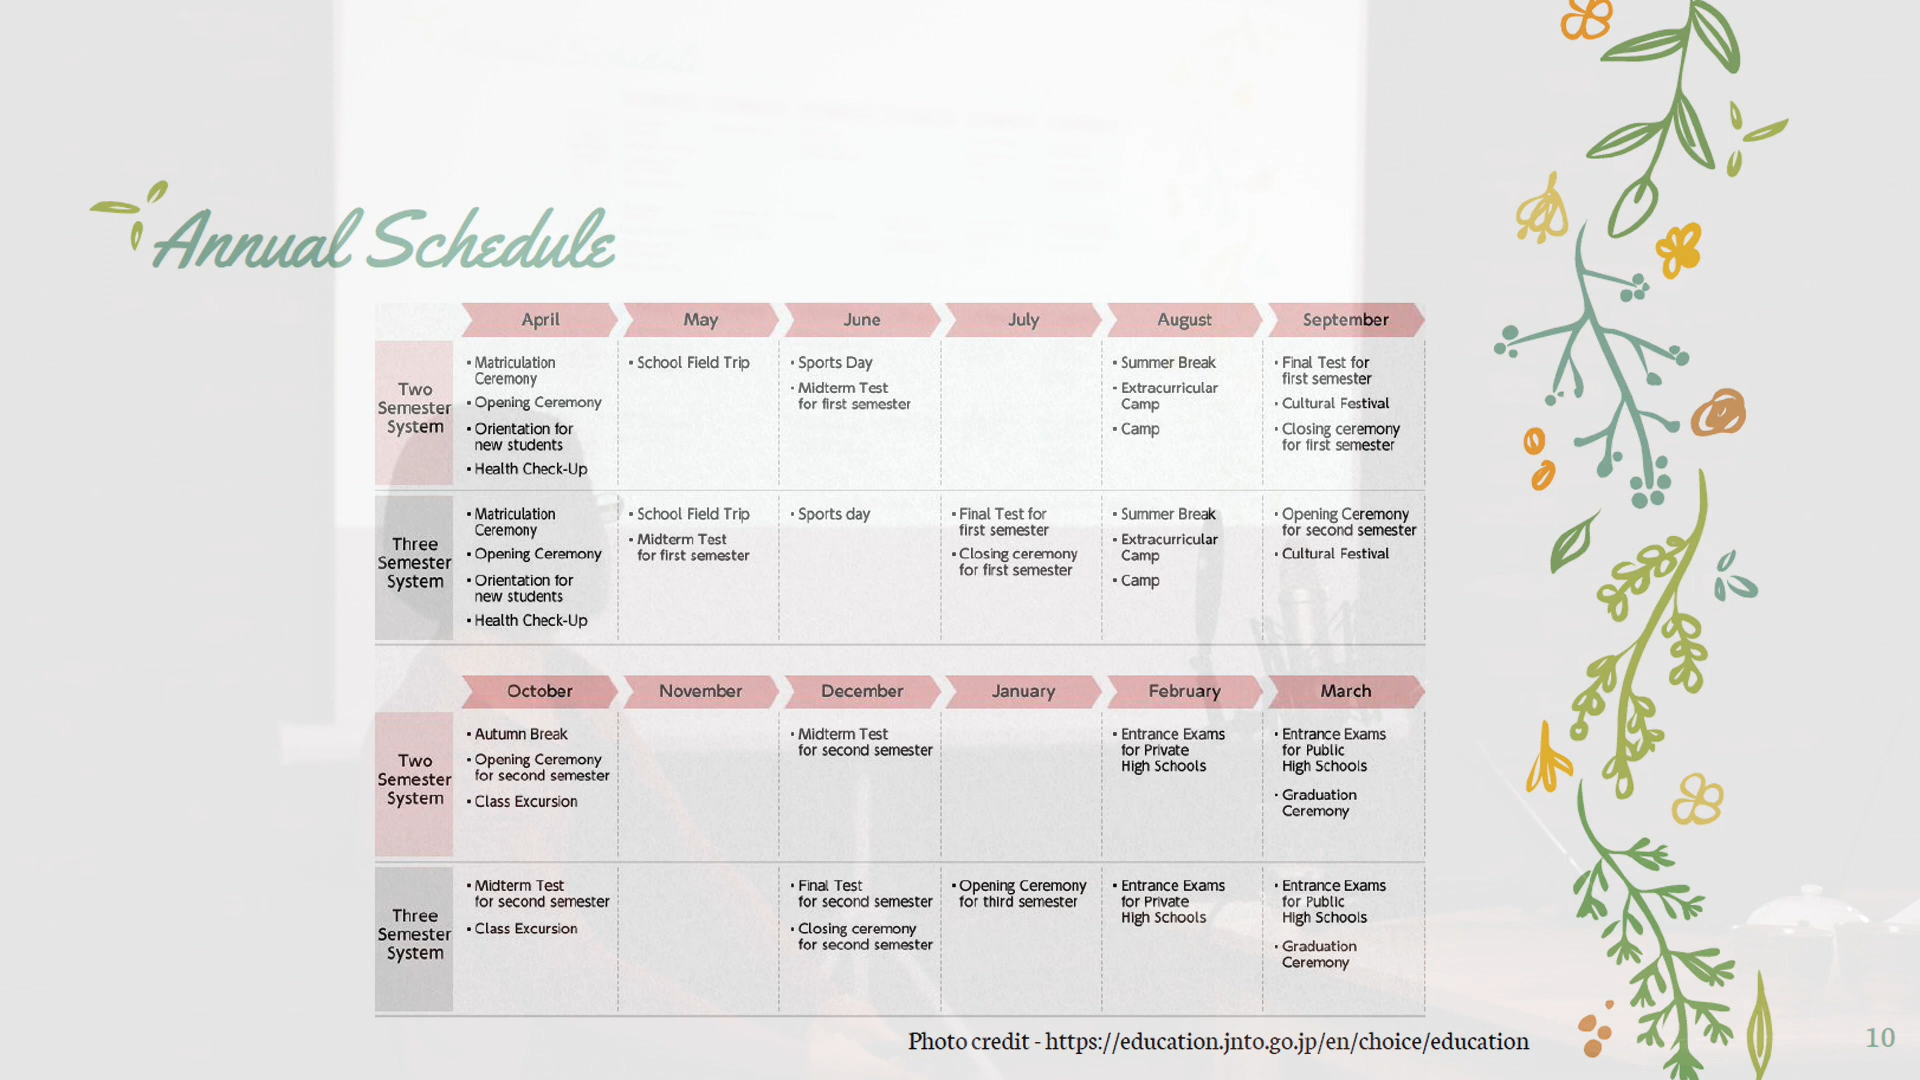 Annual Schedule
April May June July August September
Two
Semester
System
• Matriculation
Ceremony
• Opening Ceremony
• Orientation for
new students
• Health Check-Up
• School Field Trip
• Sports Day
• Midterm Test
for first semester
• Summer Break
• Extracurricular
Camp
• Camp
• Final Test for
first semester
• Cultural Festival
• Closing ceremony
for first semester
Three
Semester
System
• Matriculation
Ceremony
• Opening Ceremony
• Orientation for
new students
• Health Check-Up
• School Field Trip
• Midterm Test
for first semester
• Sports day
• Final Test for
first semester
• Closing ceremony
for first semester
• Summer Break
• Extracurricular
Camp
• Camp
• Opening Ceremony
for second semester
• Cultural Festival
October November December January February March
Two
Semester
System
• Autumn Break
• Opening Ceremony
for second semester
• Class Excursion
• Midterm Test
for second semester
• Entrance Exams
for Private
High Schools
• Entrance Exams
for Public
High Schools
• Graduation
Ceremony
Three
Semester
System
• Midterm Test
for second semester
• Class Excursion
• Final Test
for second semester
• Closing ceremony
for second semester
• Opening Ceremony
for third semester
• Entrance Exams
for Private
High Schools
• Entrance Exams
for Public
High Schools
• Graduation
Ceremony
Photo credit - https://education.jnto.go.jp/en/choice/education
10